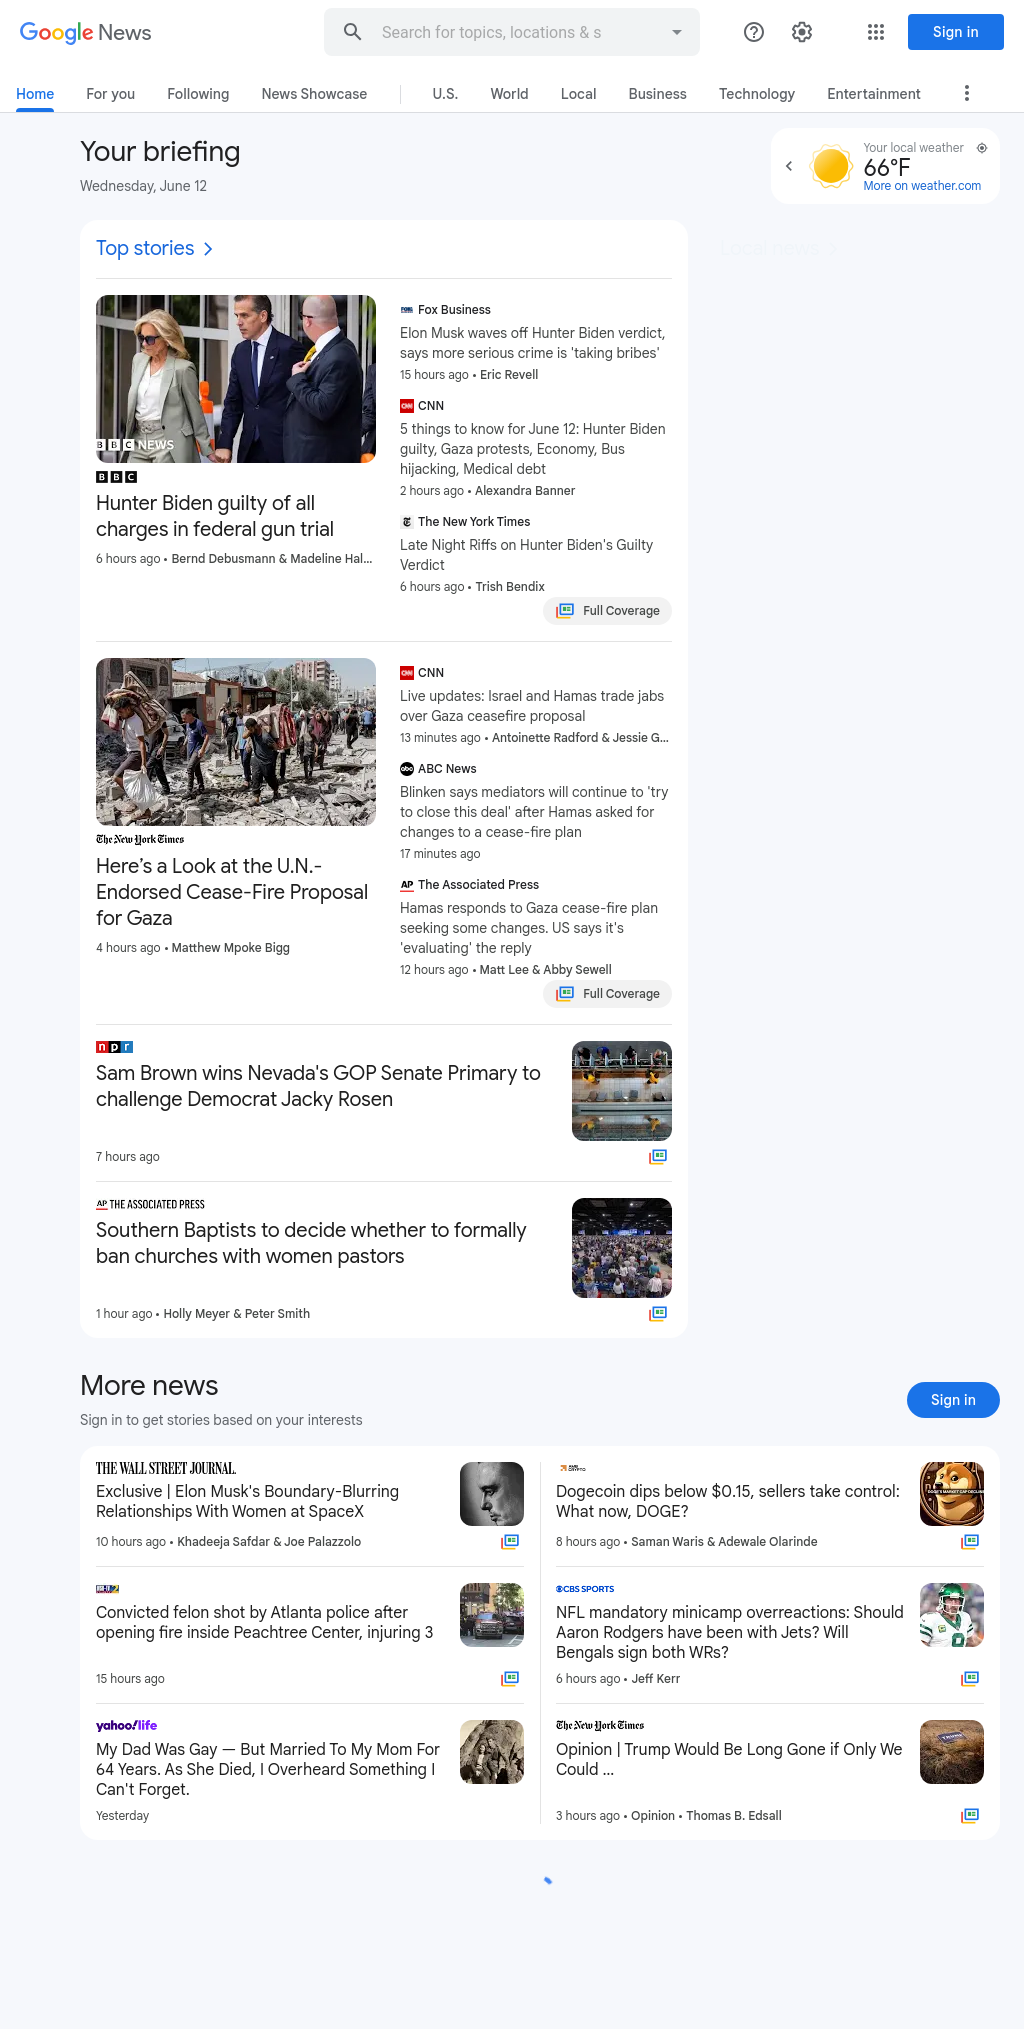 Google News
Search for topics, locations & s
Sign in
Home
For you
Following
News Showcase
U.S.
World
Local
Business
Technology
Entertainment
Your briefing
Wednesday, June 12
Your local weather
66°F
More on weather.com
Top stories
Local news
BBC NEWS
BBC
Hunter Biden guilty of all
charges in federal gun trial
6 hours ago • Bernd Debusmann & Madeline Hal...
Fox Business
Elon Musk waves off Hunter Biden verdict,
says more serious crime is 'taking bribes'
15 hours ago • Eric Revell
CNN
CNN
5 things to know for June 12: Hunter Biden
guilty, Gaza protests, Economy, Bus
hijacking, Medical debt
2 hours ago • Alexandra Banner
The New York Times
Late Night Riffs on Hunter Biden's Guilty
Verdict
6 hours ago • Trish Bendix
Full Coverage
The New York Times
Here's a Look at the U.N.-
Endorsed Cease-Fire Proposal
for Gaza
4 hours ago • Matthew Mpoke Bigg
CNN
CNN
Live updates: Israel and Hamas trade jabs
over Gaza ceasefire proposal
13 minutes ago • Antoinette Radford & Jessie G...
abc
ABC News
Blinken says mediators will continue to 'try
to close this deal' after Hamas asked for
changes to a cease-fire plan
17 minutes ago
AP
The Associated Press
Hamas responds to Gaza cease-fire plan
seeking some changes. US says it's
'evaluating' the reply
12 hours ago • Matt Lee & Abby Sewell
Full Coverage
npr
Sam Brown wins Nevada's GOP Senate Primary to
challenge Democrat Jacky Rosen
7 hours ago
AP THE ASSOCIATED PRESS
Southern Baptists to decide whether to formally
ban churches with women pastors
1 hour ago • Holly Meyer & Peter Smith
More news
Sign in to get stories based on your interests
Sign in
THE WALL STREET JOURNAL.
Exclusive | Elon Musk's Boundary-Blurring
Relationships With Women at SpaceX
10 hours ago • Khadeeja Safdar & Joe Palazzolo
Dogecoin dips below $0.15, sellers take control:
What now, DOGE?
8 hours ago • Saman Waris & Adewale Olarinde
DOGE'S MARKET CAP DECLINE
Convicted felon shot by Atlanta police after
opening fire inside Peachtree Center, injuring 3
15 hours ago
CBS SPORTS
NFL mandatory minicamp overreactions: Should
Aaron Rodgers have been with Jets? Will
Bengals sign both WRs?
6 hours ago • Jeff Kerr
yahoo!life
My Dad Was Gay — But Married To My Mom For
64 Years. As She Died, I Overheard Something I
Can't Forget.
Yesterday
The New York Times
Opinion | Trump Would Be Long Gone if Only We
Could ...
3 hours ago • Opinion • Thomas B. Edsall